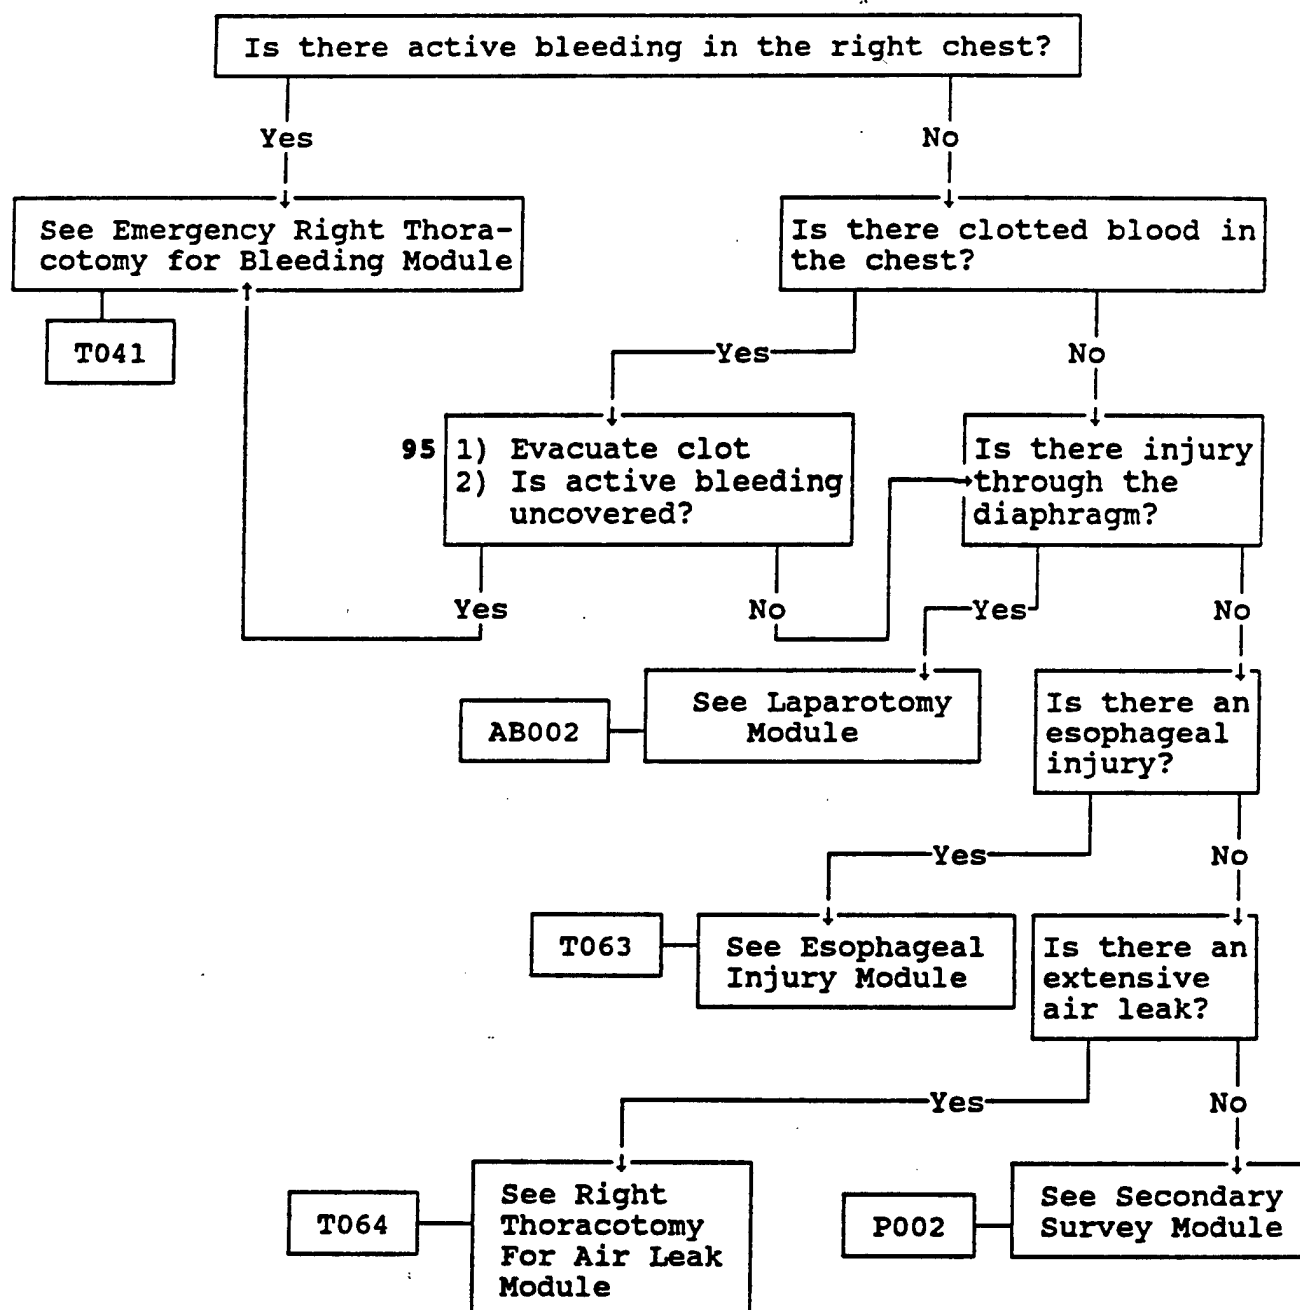 Is there active bleeding in the right chest?
Yes
No
See Emergency Right Thora-
cotomy for Bleeding Module
T041
Is there clotted blood in
the chest?
Yes
No
95 1) Evacuate clot
2) Is active bleeding
uncovered?
Is there injury
through the
diaphragm?
Yes
No
Yes
No
AB002
See Laparotomy
Module
Is there an
esophageal
injury?
Yes
No
T063
See Esophageal
Injury Module
Is there an
extensive
air leak?
Yes
No
T064
See Right
Thoracotomy
For Air Leak
Module
P002
See Secondary
Survey Module